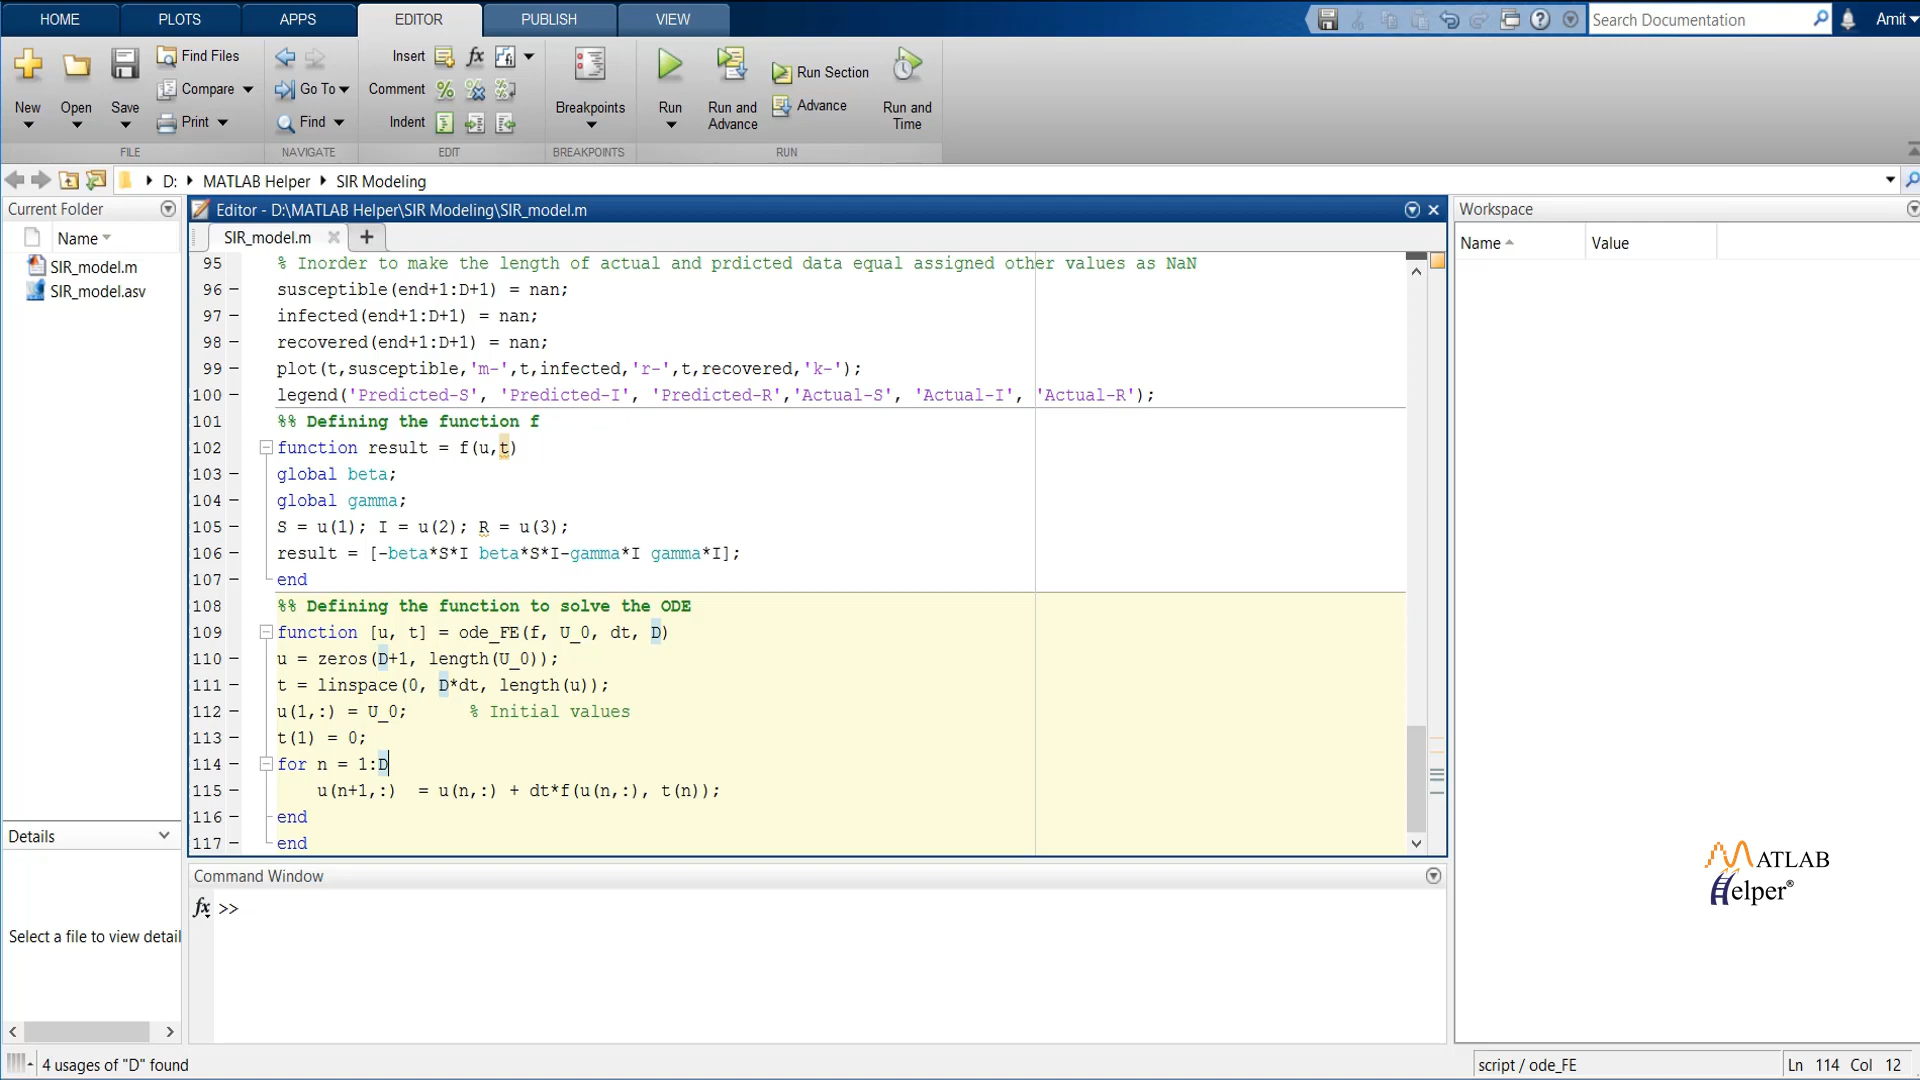 HOME PLOTS APPS EDITOR PUBLISH VIEW
Search Documentation Amit
New Open Save Find Files Compare Print
Go To Find
Insert fx
Comment
Indent
Breakpoints
Run Run and Advance Run Section Advance Run and Time
FILE NAVIGATE EDIT BREAKPOINTS RUN
D: MATLAB Helper SIR Modeling
Current Folder
Name
SIR_model.m
SIR_model.asv
Details
Select a file to view detail
Editor - D:\MATLAB Helper\SIR Modeling\SIR_model.m
SIR_model.m
95 % Inorder to make the length of actual and prdicted data equal assigned other values as NaN
96 – susceptible(end+1:D+1) = nan;
97 – infected(end+1:D+1) = nan;
98 – recovered(end+1:D+1) = nan;
99 – plot(t,susceptible,'m-',t,infected,'r-',t,recovered,'k-');
100 – legend('Predicted-S', 'Predicted-I', 'Predicted-R','Actual-S', 'Actual-I', 'Actual-R');
101 %% Defining the function f
102 – function result = f(u,t)
103 – global beta;
104 – global gamma;
105 – S = u(1); I = u(2); R = u(3);
106 – result = [-beta*S*I beta*S*I-gamma*I gamma*I];
107 – end
108 %% Defining the function to solve the ODE
109 – function [u, t] = ode_FE(f, U_0, dt, D)
110 – u = zeros(D+1, length(U_0));
111 – t = linspace(0, D*dt, length(u));
112 – u(1,:) = U_0; % Initial values
113 – t(1) = 0;
114 – for n = 1:D
115 – u(n+1,:) = u(n,:) + dt*f(u(n,:), t(n));
116 – end
117 – end
Command Window
fx >>
Workspace
Name Value
MATLAB
Helper®
4 usages of "D" found
script / ode_FE
Ln 114 Col 12